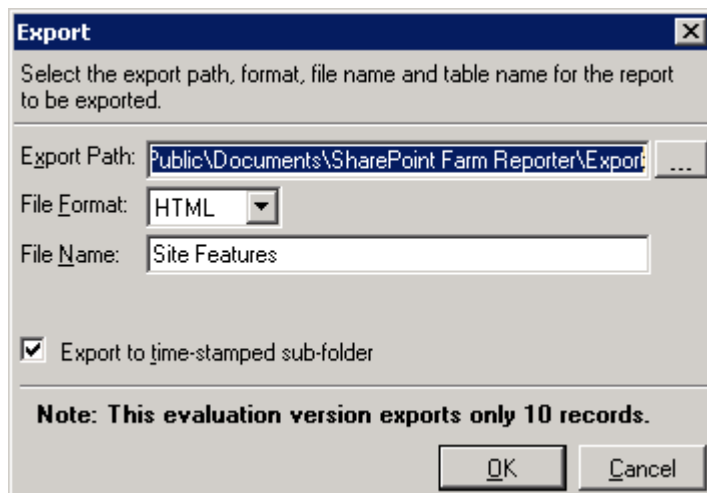 Export
Select the export path, format, file name and table name for the report
to be exported.
Export Path: Public\Documents\SharePoint Farm Reporter\Export ...
File Format: HTML
File Name: Site Features
Export to time-stamped sub-folder
Note: This evaluation version exports only 10 records.
OK Cancel